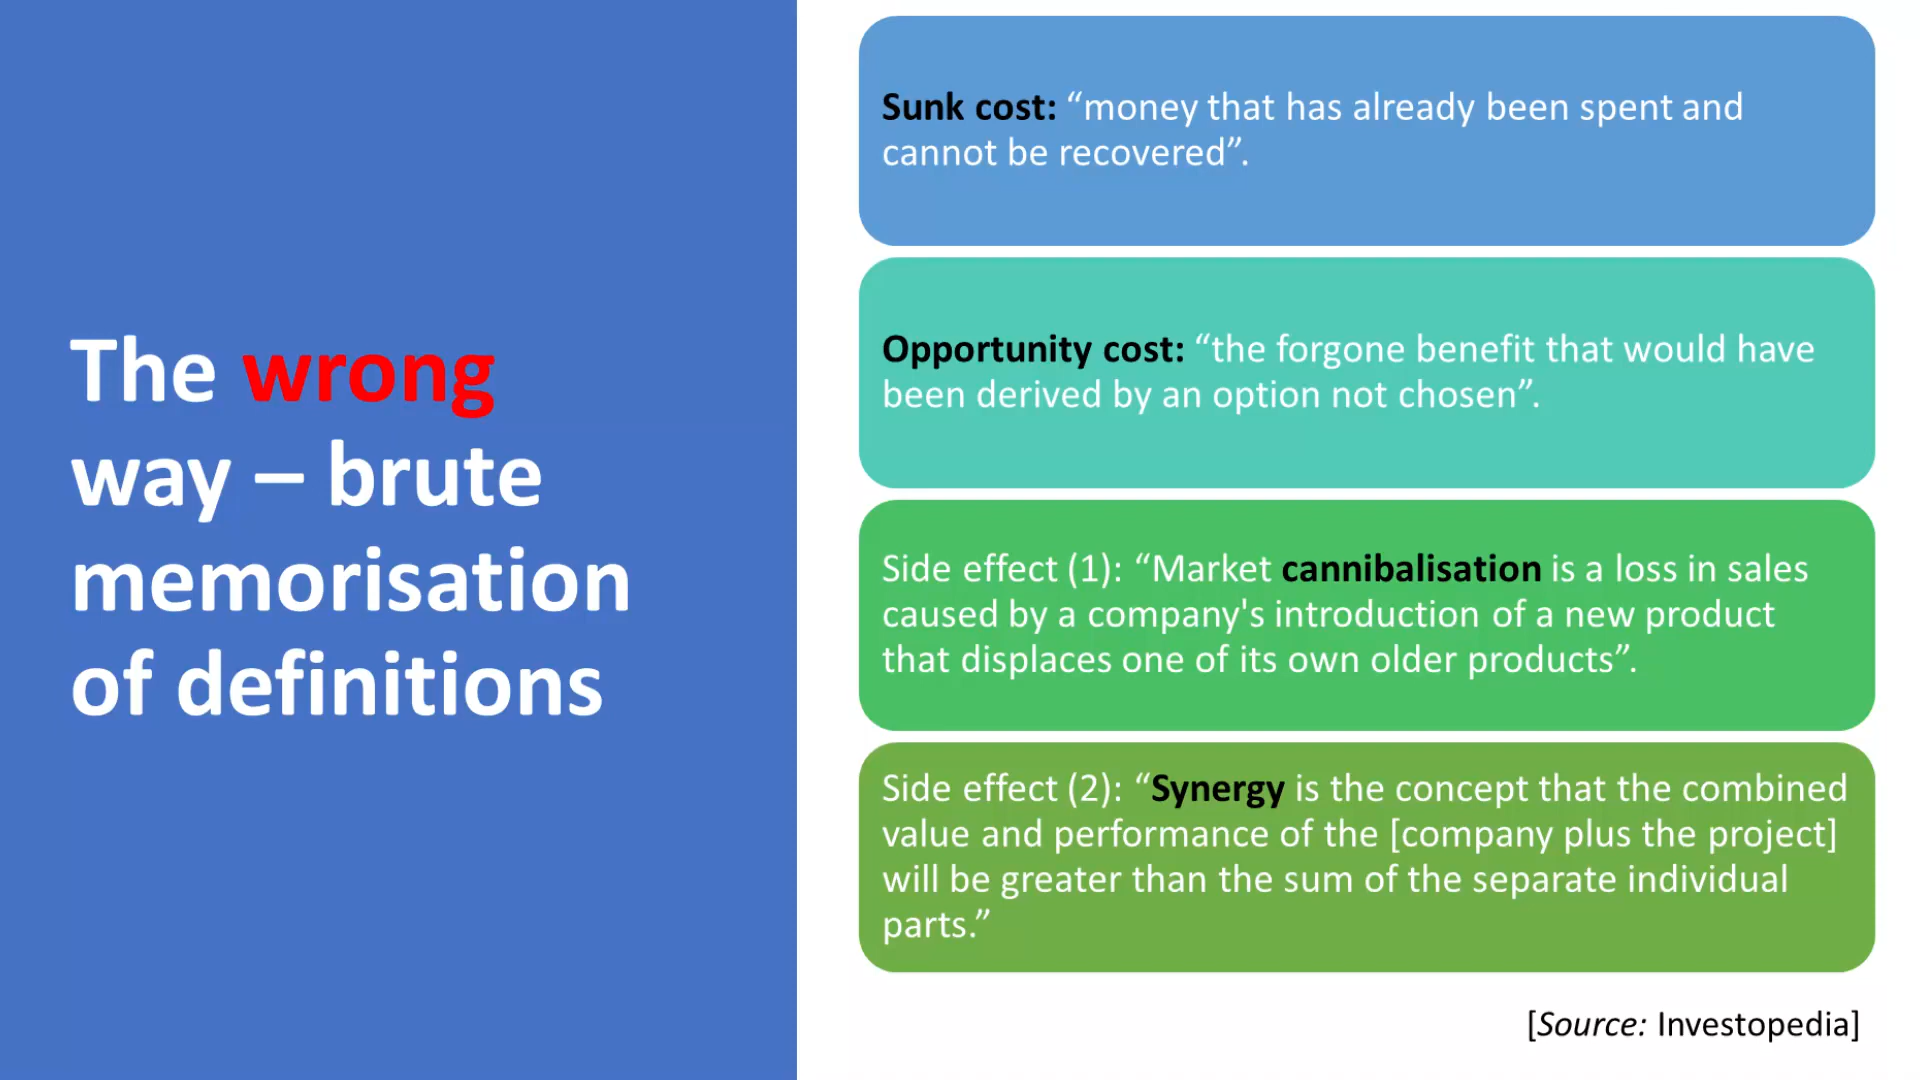 The wrong
way – brute
memorisation
of definitions
Sunk cost: “money that has already been spent and
cannot be recovered”.
Opportunity cost: “the forgone benefit that would have
been derived by an option not chosen”.
Side effect (1): “Market cannibalisation is a loss in sales
caused by a company's introduction of a new product
that displaces one of its own older products”.
Side effect (2): “Synergy is the concept that the combined
value and performance of the [company plus the project]
will be greater than the sum of the separate individual
parts.”
[Source: Investopedia]